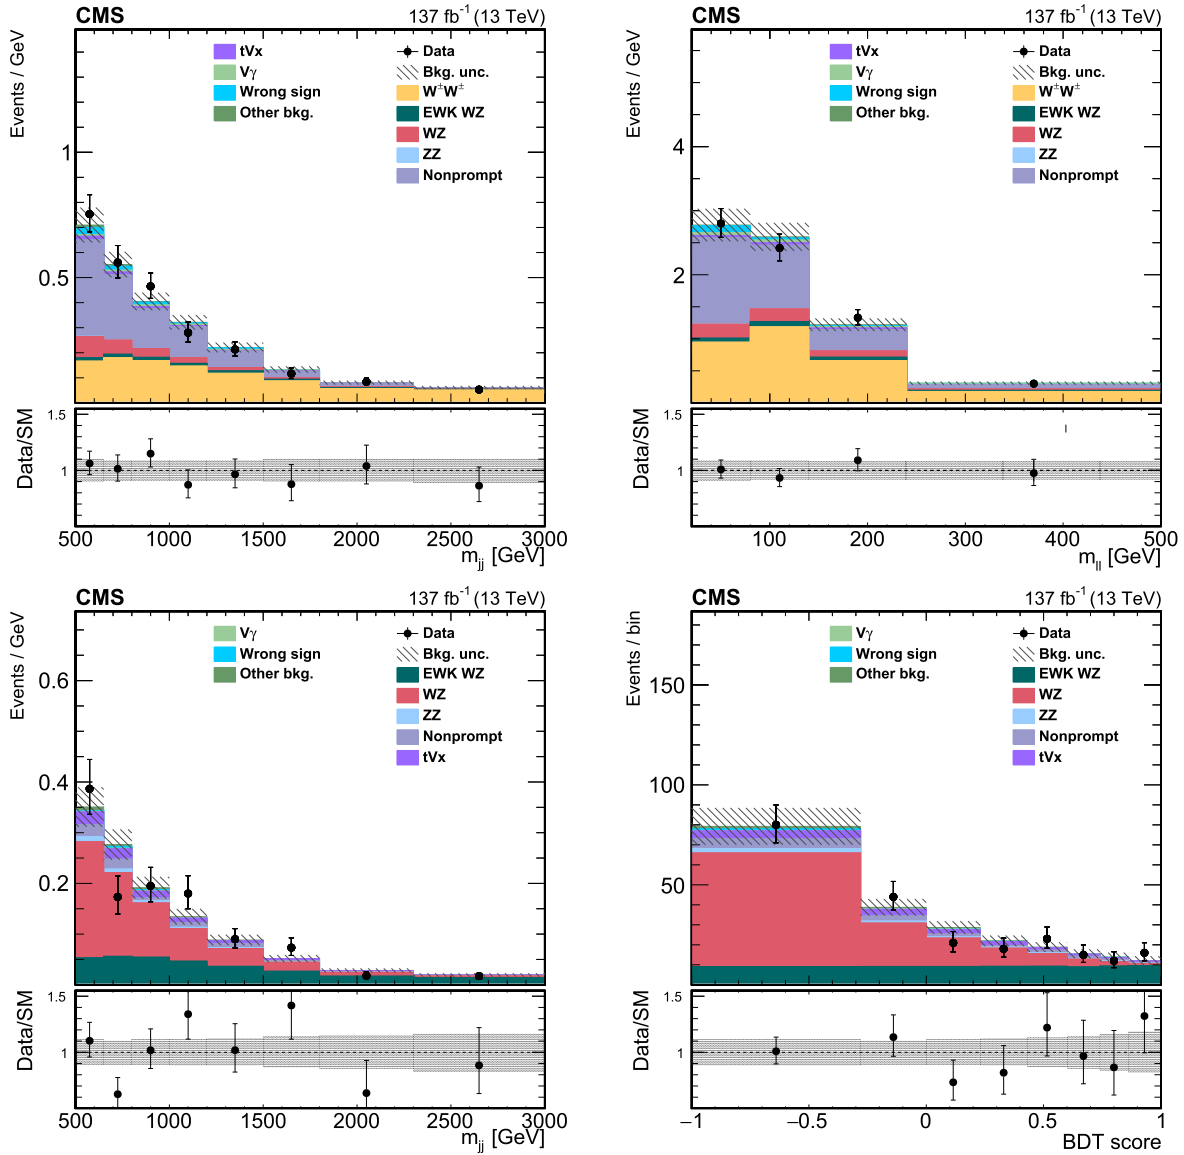 CMS 137 fb⁻¹ (13 TeV)
Events / GeV
tVx
Vγ
Wrong sign
Other bkg.
Data
Bkg. unc.
W±W±
EWK WZ
WZ
ZZ
Nonprompt
1
0.5
Data/SM
1.5
1
500 1000 1500 2000 2500 3000
m_jj [GeV]
CMS 137 fb⁻¹ (13 TeV)
Events / GeV
tVx
Vγ
Wrong sign
Other bkg.
Data
Bkg. unc.
W±W±
EWK WZ
WZ
ZZ
Nonprompt
4
2
Data/SM
1.5
1
100 200 300 400 500
m_ll [GeV]
CMS 137 fb⁻¹ (13 TeV)
Events / GeV
Vγ
Wrong sign
Other bkg.
Data
Bkg. unc.
EWK WZ
WZ
ZZ
Nonprompt
tVx
0.6
0.4
0.2
Data/SM
1.5
1
500 1000 1500 2000 2500 3000
m_jj [GeV]
CMS 137 fb⁻¹ (13 TeV)
Events / bin
Vγ
Wrong sign
Other bkg.
Data
Bkg. unc.
EWK WZ
WZ
ZZ
Nonprompt
tVx
150
100
50
Data/SM
1.5
1
−1 −0.5 0 0.5 1
BDT score